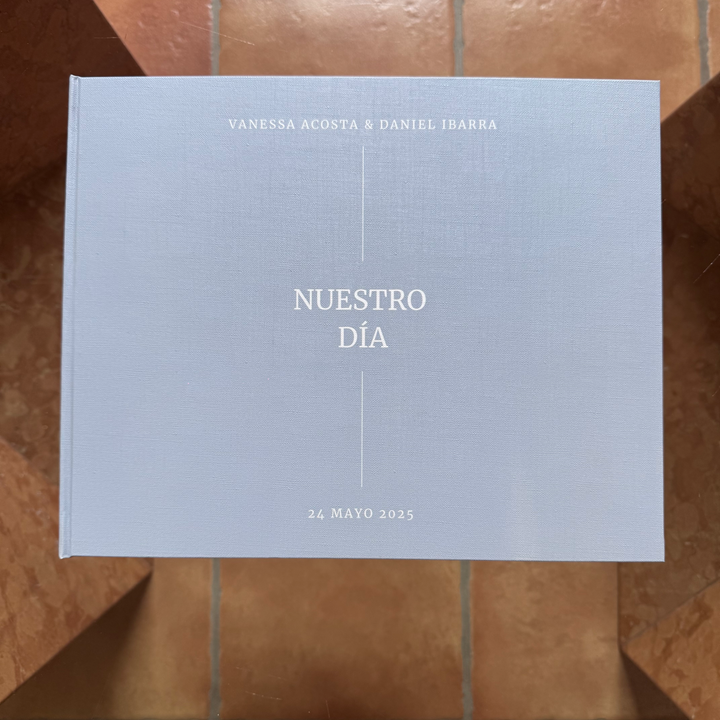 VANESSA ACOSTA & DANIEL IBARRA
NUESTRO
DÍA
24 MAYO 2025